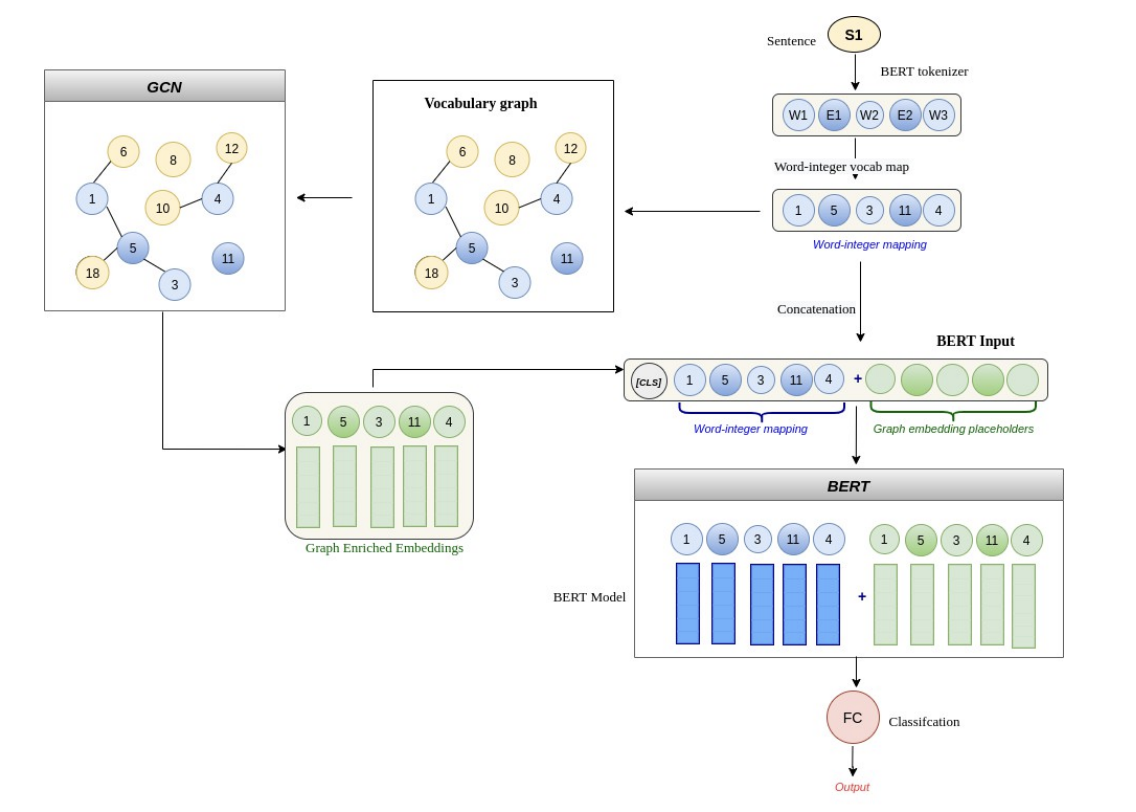 S1
Sentence
BERT tokenizer
W1 E1 W2 E2 W3
Word-integer vocab map
1 5 3 11 4
Word-integer mapping
GCN
6 8 12
1 10 4
5 11
18 3
Vocabulary graph
6 8 12
1 10 4
5 11
18 3
Concatenation
BERT Input
[CLS] 1 5 3 11 4 +
Word-integer mapping
Graph embedding placeholders
1 5 3 11 4
Graph Enriched Embeddings
BERT
1 5 3 11 4 1 5 3 11 4
+
BERT Model
FC
Classifcation
Output